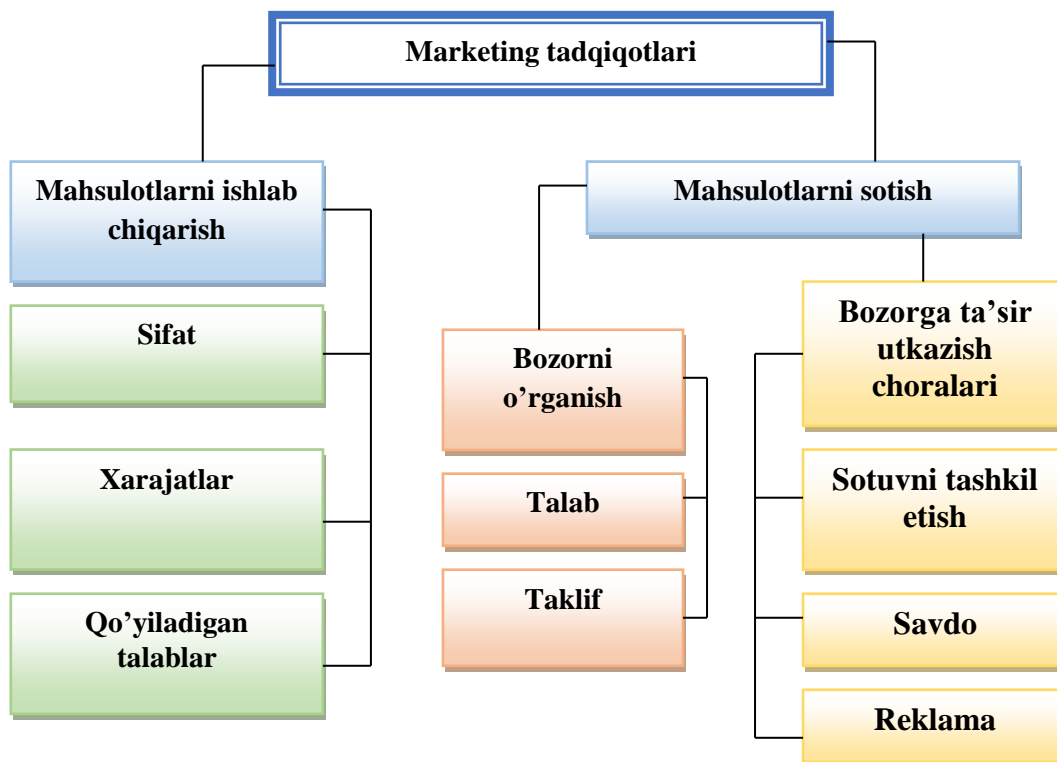 Marketing tadqiqotlari
Mahsulotlarni ishlab
chiqarish
Sifat
Xarajatlar
Qo’yiladigan
talablar
Mahsulotlarni sotish
Bozorni
o’rganish
Talab
Taklif
Bozorga ta’sir
utkazish
choralari
Sotuvni tashkil
etish
Savdo
Reklama